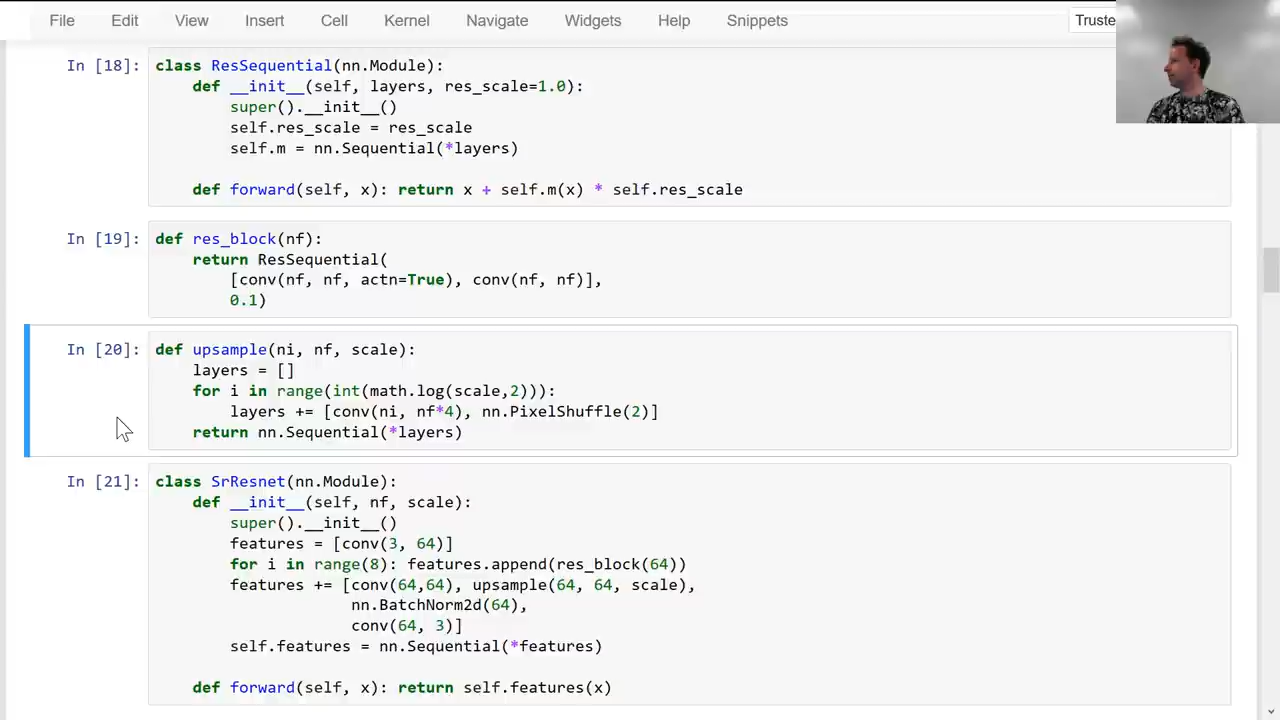 File Edit View Insert Cell Kernel Navigate Widgets Help Snippets Truste
In [18]: class ResSequential(nn.Module):
    def __init__(self, layers, res_scale=1.0):
        super().__init__()
        self.res_scale = res_scale
        self.m = nn.Sequential(*layers)
    def forward(self, x): return x + self.m(x) * self.res_scale
In [19]: def res_block(nf):
    return ResSequential(
        [conv(nf, nf, actn=True), conv(nf, nf)],
        0.1)
In [20]: def upsample(ni, nf, scale):
    layers = []
    for i in range(int(math.log(scale,2))):
        layers += [conv(ni, nf*4), nn.PixelShuffle(2)]
    return nn.Sequential(*layers)
In [21]: class SrResnet(nn.Module):
    def __init__(self, nf, scale):
        super().__init__()
        features = [conv(3, 64)]
        for i in range(8): features.append(res_block(64))
        features += [conv(64,64), upsample(64, 64, scale),
                     nn.BatchNorm2d(64),
                     conv(64, 3)]
        self.features = nn.Sequential(*features)
    def forward(self, x): return self.features(x)